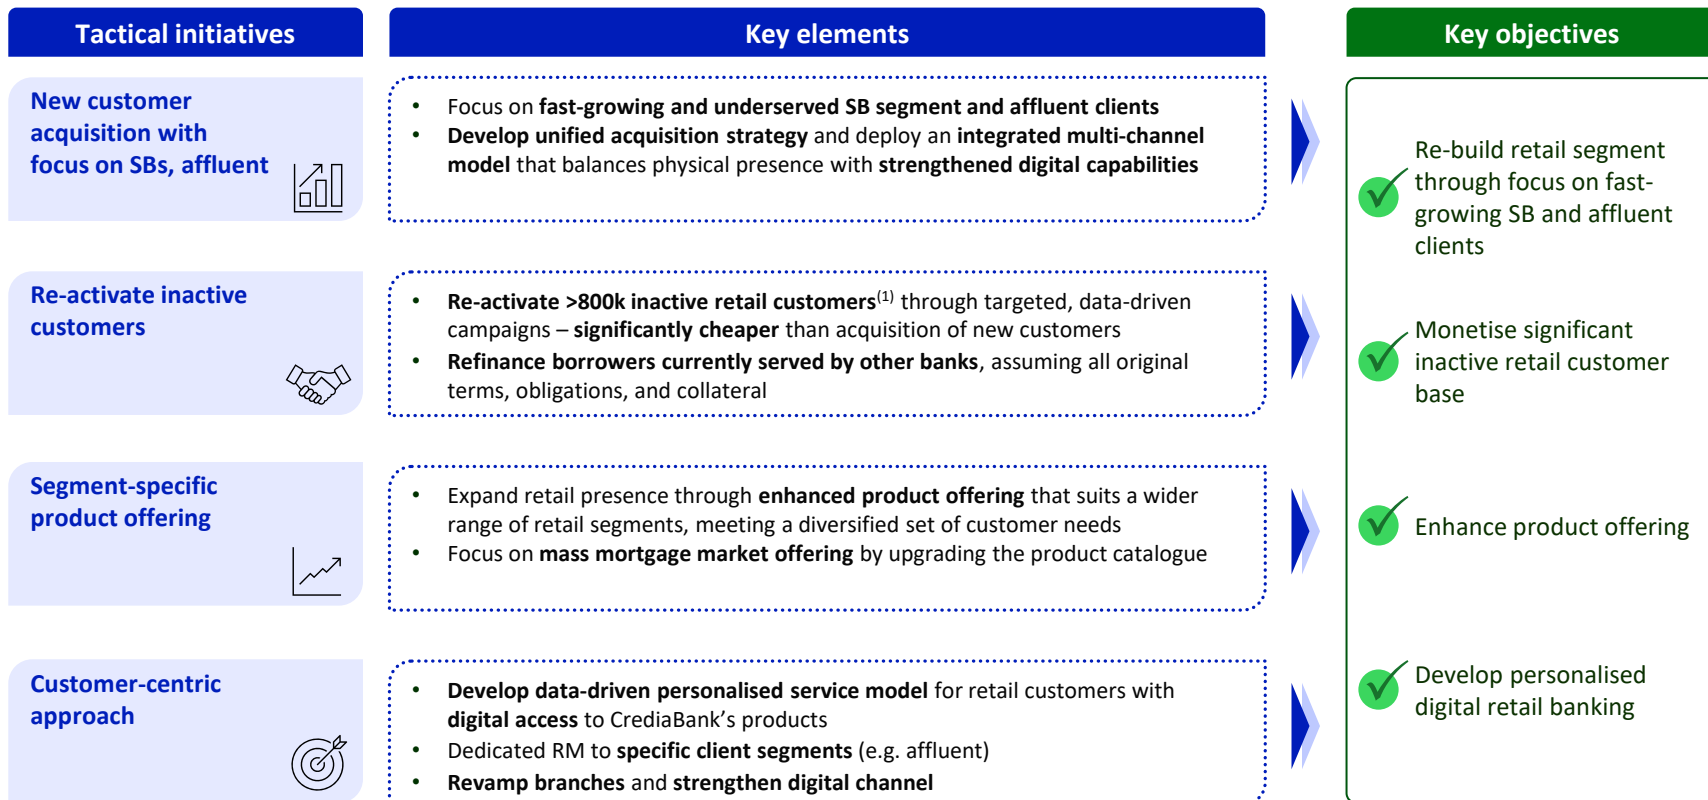 Tactical initiatives
Key elements
Key objectives
New customer
acquisition with
focus on SBs, affluent
• Focus on fast-growing and underserved SB segment and affluent clients
• Develop unified acquisition strategy and deploy an integrated multi-channel
model that balances physical presence with strengthened digital capabilities
Re-build retail segment
through focus on fast-
growing SB and affluent
clients
Re-activate inactive
customers
• Re-activate >800k inactive retail customers(1) through targeted, data-driven
campaigns – significantly cheaper than acquisition of new customers
• Refinance borrowers currently served by other banks, assuming all original
terms, obligations, and collateral
Monetise significant
inactive retail customer
base
Segment-specific
product offering
• Expand retail presence through enhanced product offering that suits a wider
range of retail segments, meeting a diversified set of customer needs
• Focus on mass mortgage market offering by upgrading the product catalogue
Enhance product offering
Customer-centric
approach
• Develop data-driven personalised service model for retail customers with
digital access to CrediaBank's products
• Dedicated RM to specific client segments (e.g. affluent)
• Revamp branches and strengthen digital channel
Develop personalised
digital retail banking